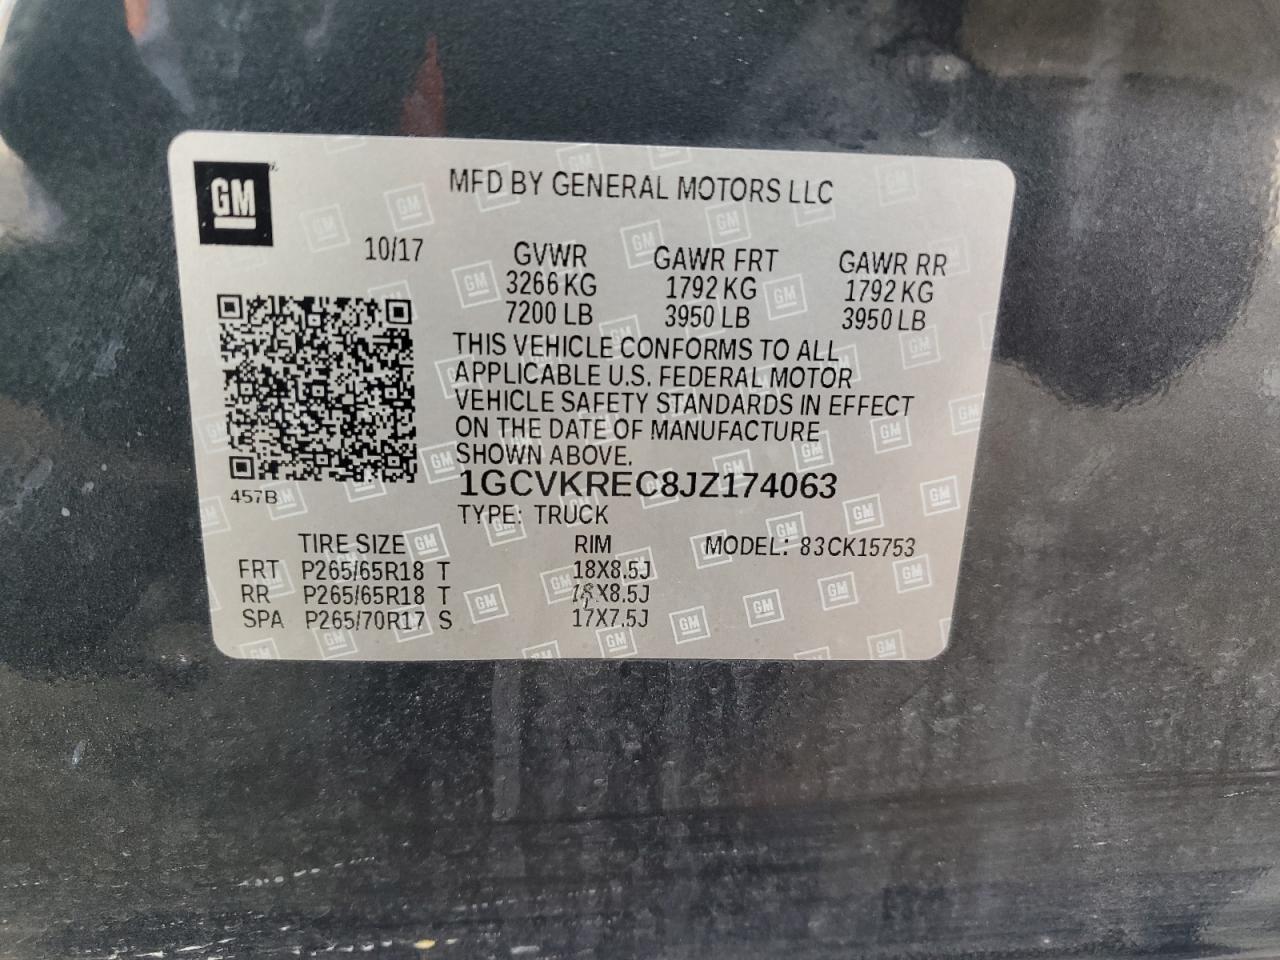 GM
MFD BY GENERAL MOTORS LLC
10/17 GVWR GAWR FRT GAWR RR
3266 KG 1792 KG 1792 KG
7200 LB 3950 LB 3950 LB
THIS VEHICLE CONFORMS TO ALL
APPLICABLE U.S. FEDERAL MOTOR
VEHICLE SAFETY STANDARDS IN EFFECT
ON THE DATE OF MANUFACTURE
SHOWN ABOVE.
457B
1GCVKREC8JZ174063
TYPE: TRUCK
TIRE SIZE RIM MODEL: 83CK15753
FRT P265/65R18 T 18X8.5J
RR P265/65R18 T 18X8.5J
SPA P265/70R17 S 17X7.5J